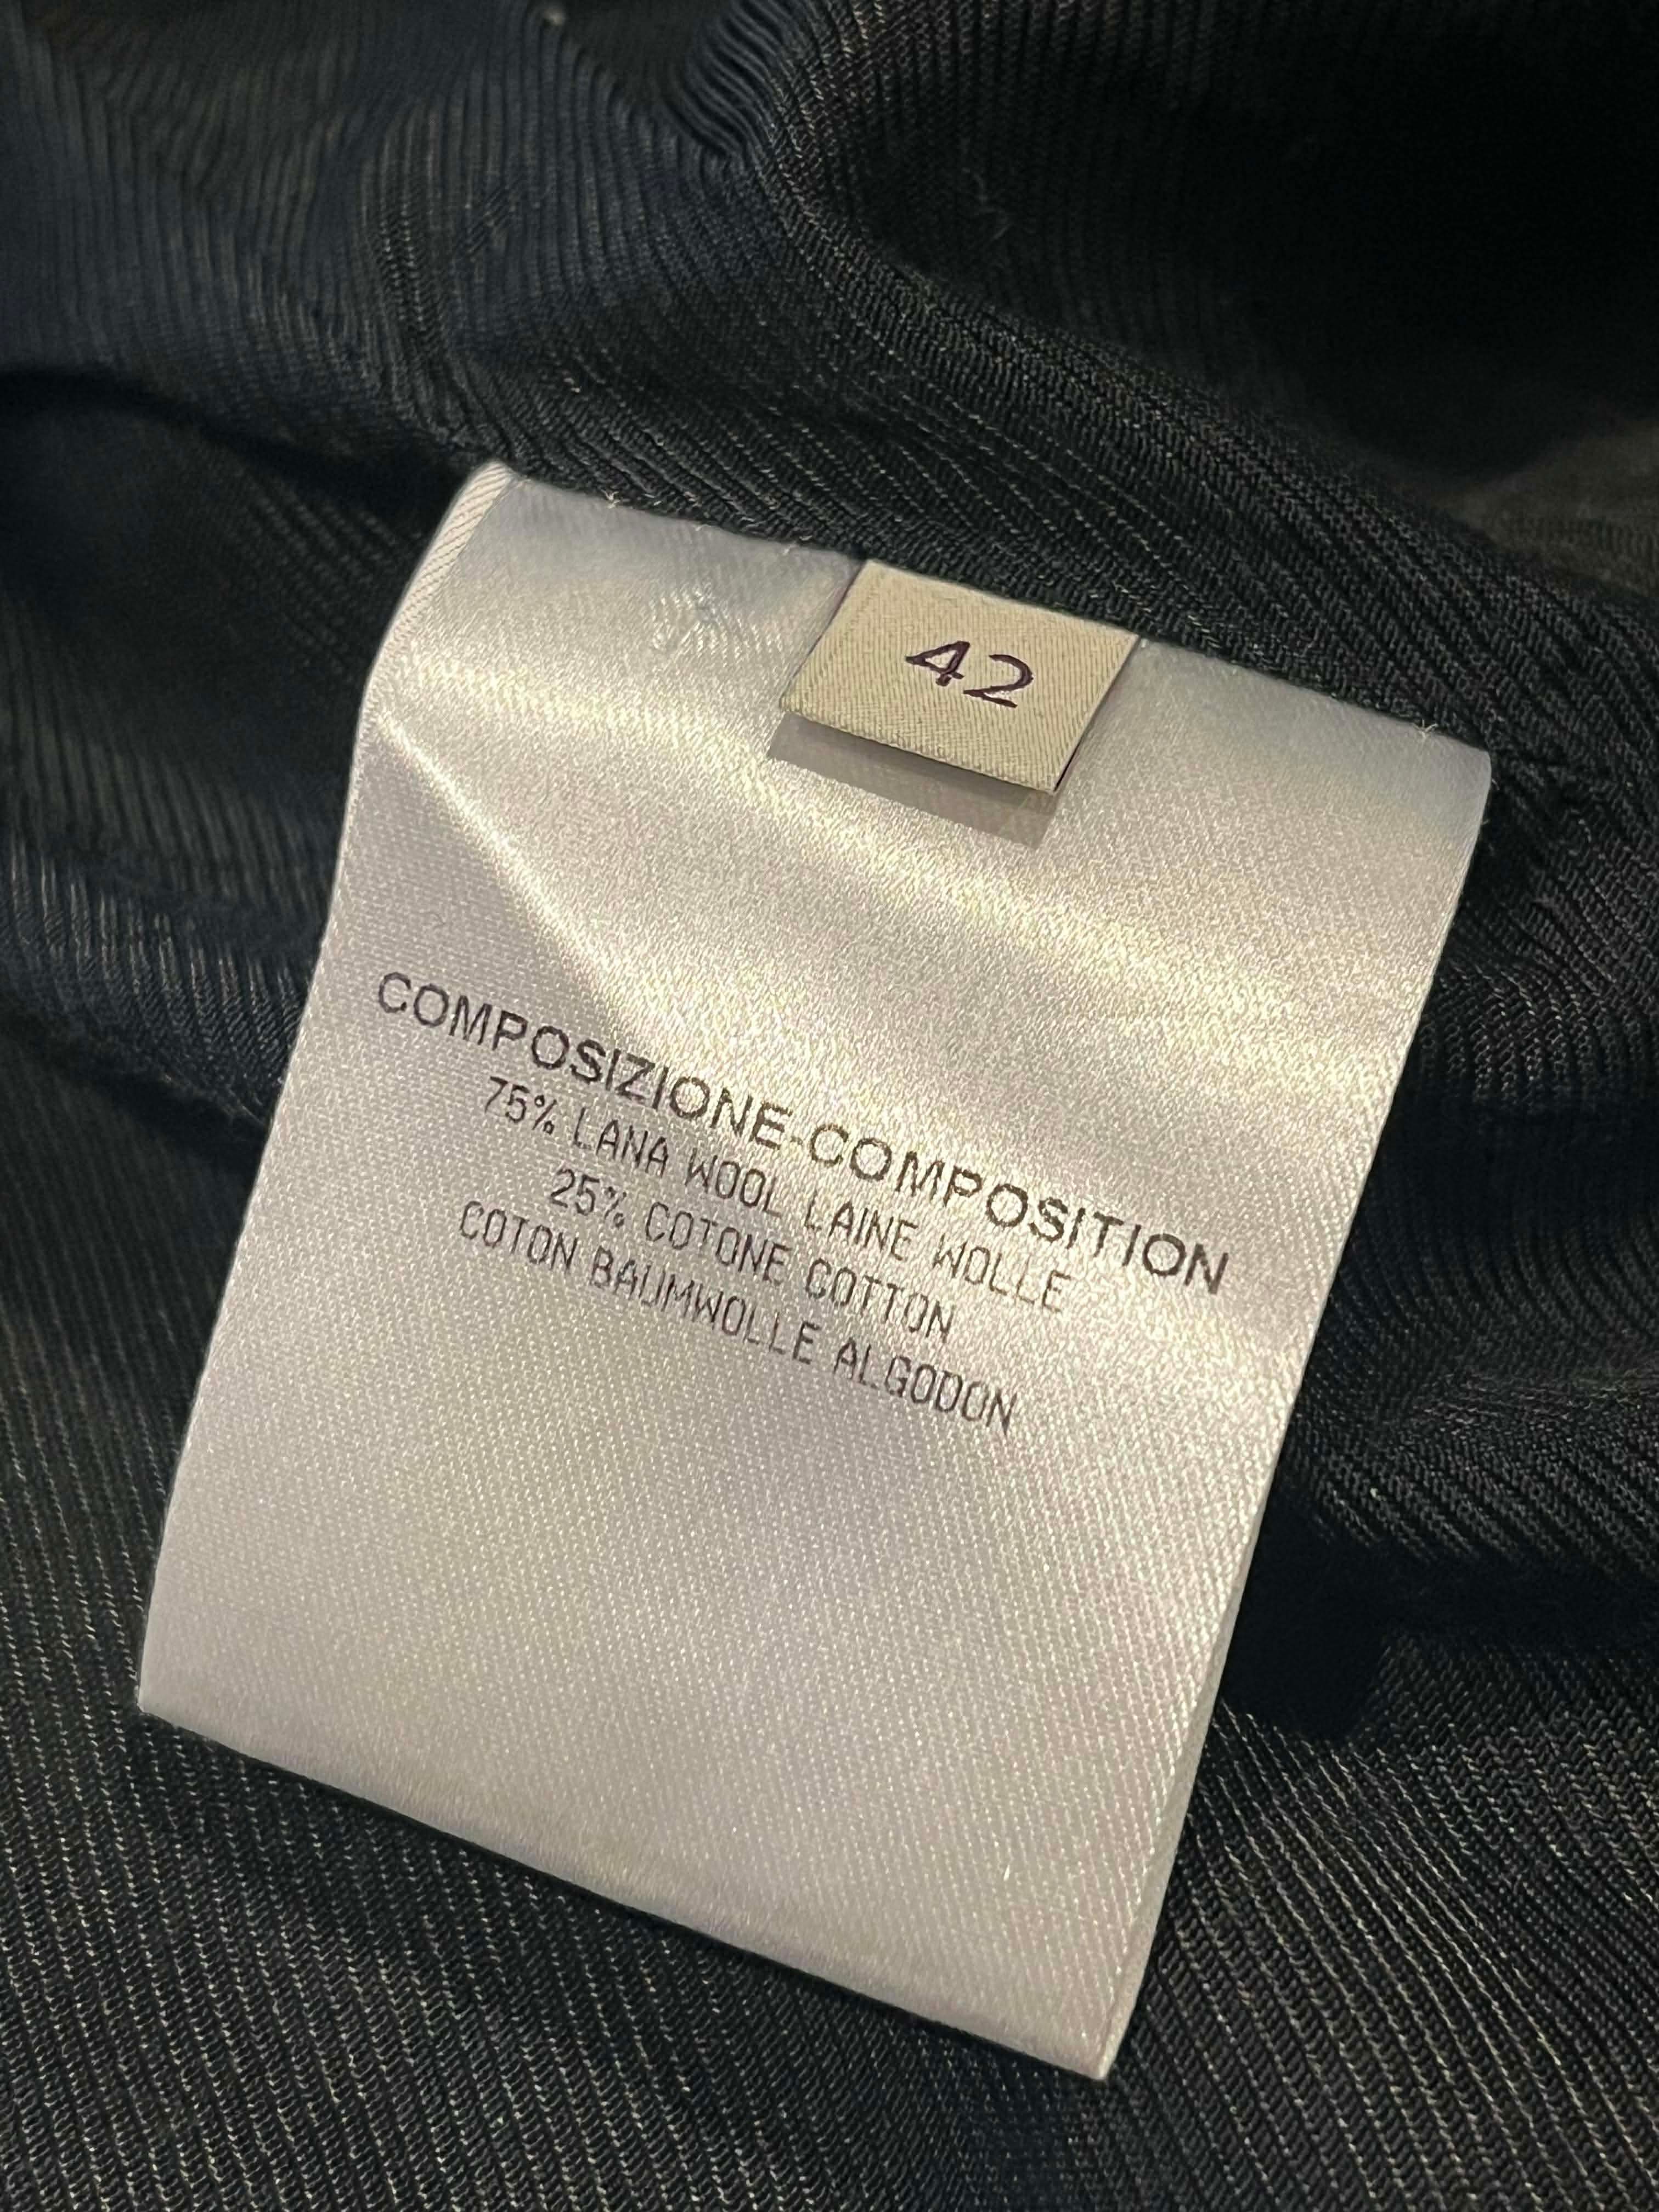 42
COMPOSIZIONE-COMPOSITION
75% LANA WOOL LAINE WOLLE
25% COTONE COTTON
COTON BAUMWOLLE ALGODON